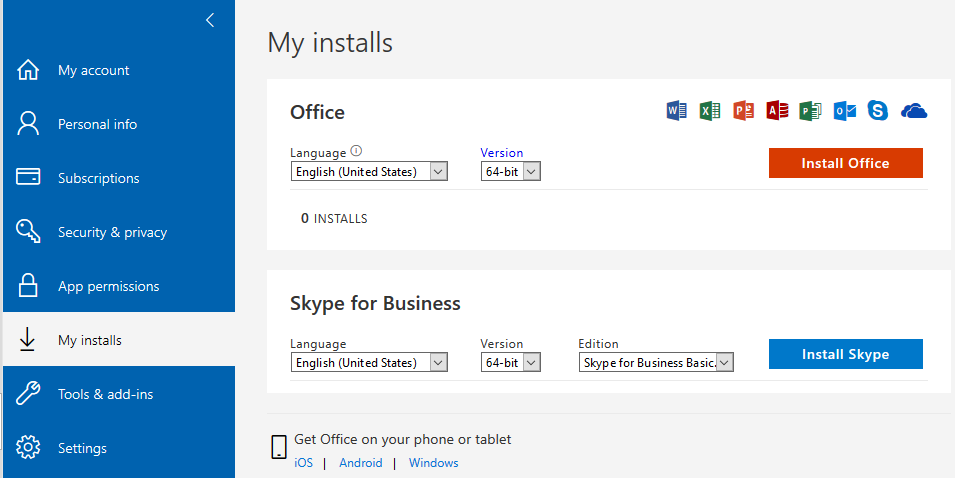 My account
Personal info
Subscriptions
Security & privacy
App permissions
My installs
Tools & add-ins
Settings
My installs
Office
Language
Version
English (United States)
64-bit
Install Office
0 INSTALLS
Skype for Business
Language
Version
Edition
English (United States)
64-bit
Skype for Business Basic
Install Skype
Get Office on your phone or tablet
iOS | Android | Windows